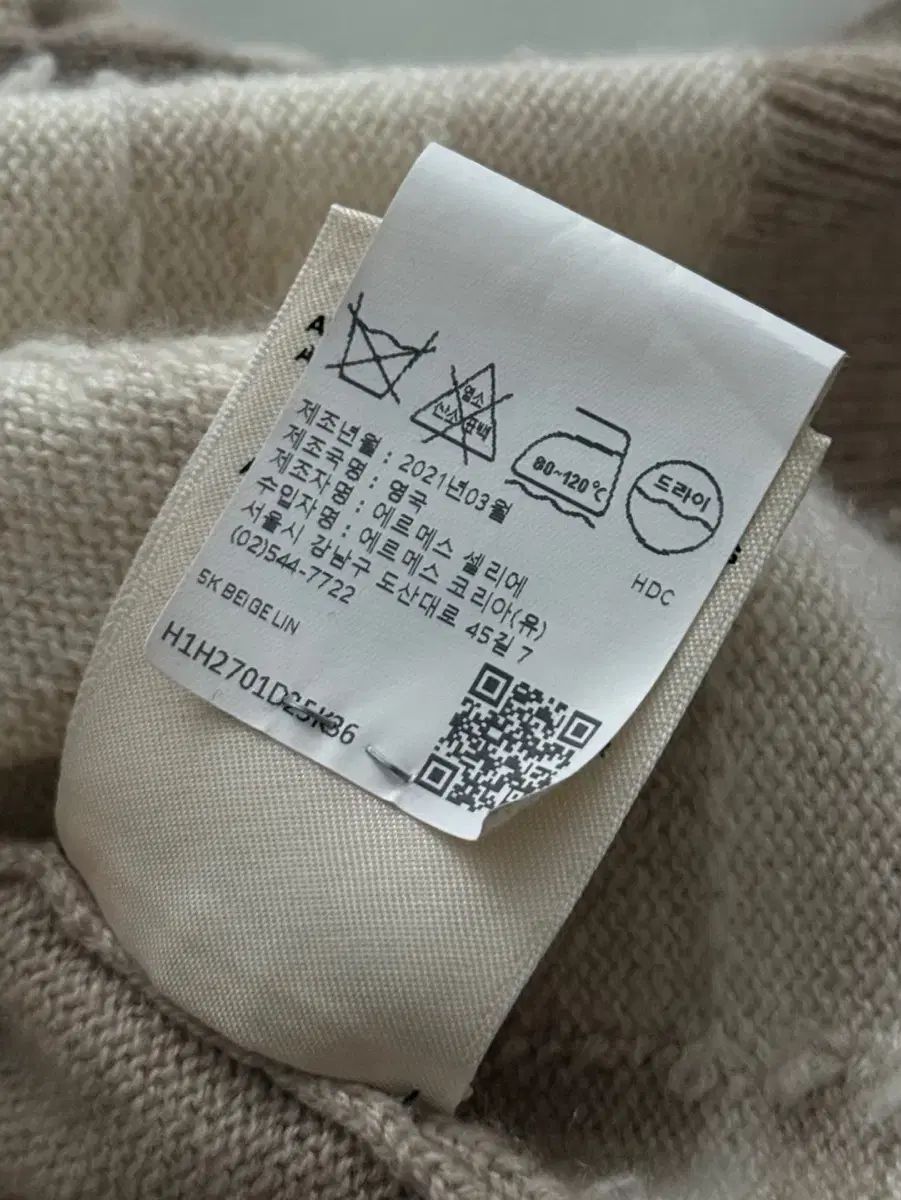 염소
산소 표백
80~120℃
드라이
HDC
제조년월 : 2021년03월
제조국명 : 영국
제조자명 : 에르메스 셀리에
수입자명 : 에르메스 코리아(유)
서울시 강남구 도산대로 45길 7
(02)544-7722
5K BEIGE LIN
H1H2701D25K36